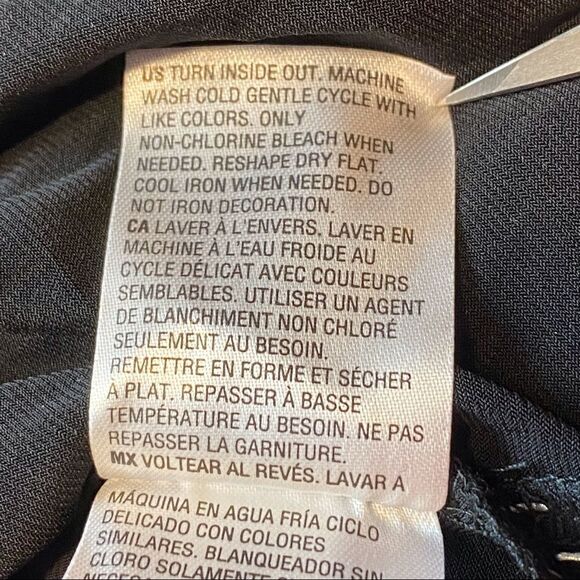 US TURN INSIDE OUT. MACHINE
WASH COLD GENTLE CYCLE WITH
LIKE COLORS. ONLY
NON-CHLORINE BLEACH WHEN
NEEDED. RESHAPE DRY FLAT.
COOL IRON WHEN NEEDED. DO
NOT IRON DECORATION.
CA LAVER À L'ENVERS. LAVER EN
MACHINE À L'EAU FROIDE AU
CYCLE DÉLICAT AVEC COULEURS
SEMBLABLES. UTILISER UN AGENT
DE BLANCHIMENT NON CHLORÉ
SEULEMENT AU BESOIN.
REMETTRE EN FORME ET SÉCHER
À PLAT. REPASSER À BASSE
TEMPÉRATURE AU BESOIN. NE PAS
REPASSER LA GARNITURE.
MX VOLTEAR AL REVÉS. LAVAR A
MÁQUINA EN AGUA FRÍA CICLO
DELICADO CON COLORES
SIMILARES. BLANQUEADOR SIN
CLORO SOLAMENTE CUANDO